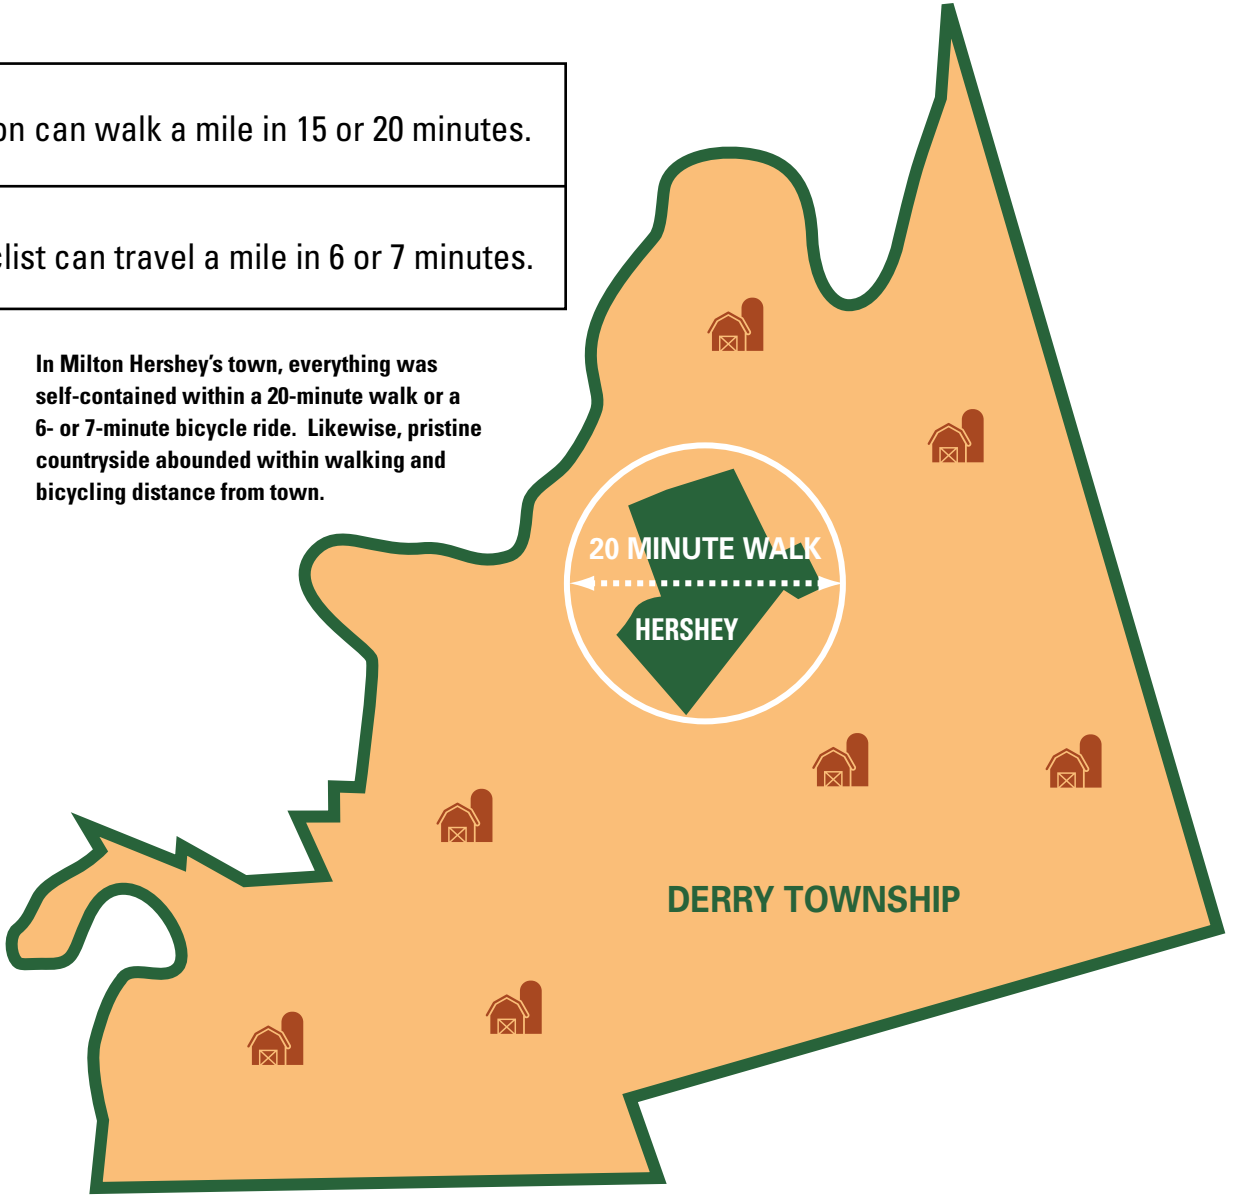 on can walk a mile in 15 or 20 minutes.
list can travel a mile in 6 or 7 minutes.
In Milton Hershey’s town, everything was
self-contained within a 20-minute walk or a
6- or 7-minute bicycle ride.  Likewise, pristine
countryside abounded within walking and
bicycling distance from town.
20 MINUTE WALK
HERSHEY
DERRY TOWNSHIP